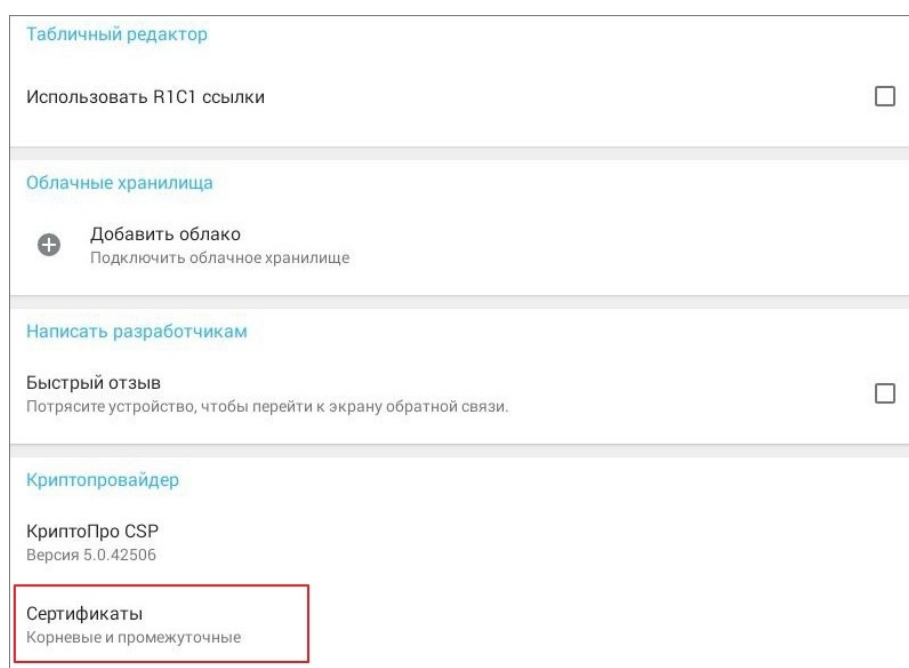 Табличный редактор
Использовать R1C1 ссылки
Облачные хранилища
Добавить облако
Подключить облачное хранилище
Написать разработчикам
Быстрый отзыв
Потрясите устройство, чтобы перейти к экрану обратной связи.
Криптопровайдер
КриптоПро CSP
Версия 5.0.42506
Сертификаты
Корневые и промежуточные